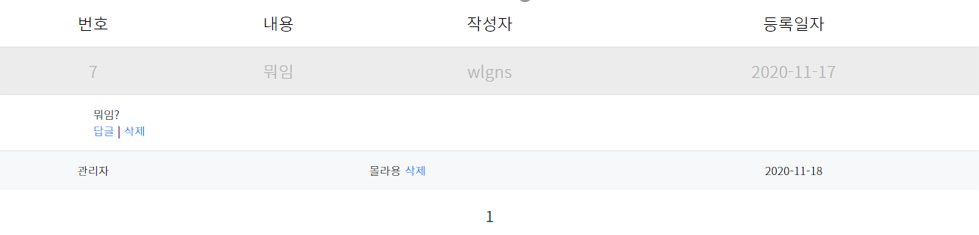 번호 내용 작성자 등록일자
7 뭐임 wlgns 2020-11-17
뭐임?
답글 | 삭제
관리자 몰라용 삭제 2020-11-18
1